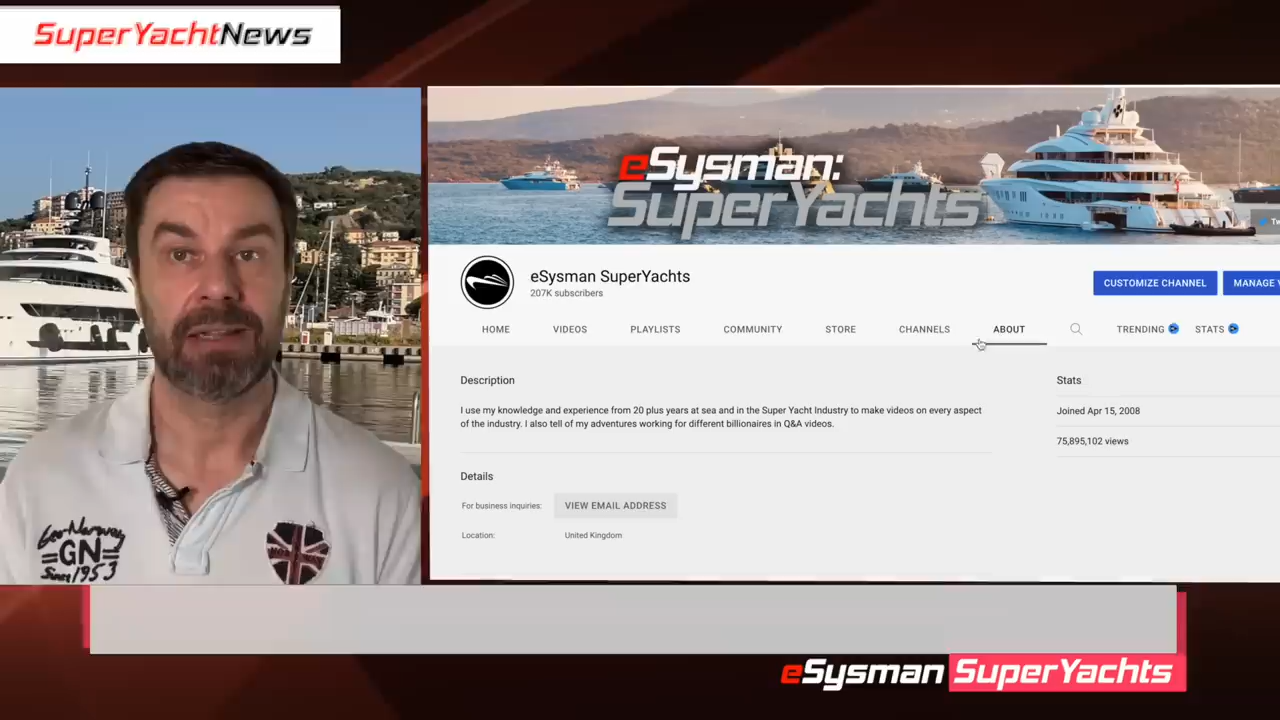 SuperYachtNews
eSysman:
SuperYachts
eSysman SuperYachts
207K subscribers
CUSTOMIZE CHANNEL
MANAGE
HOME
VIDEOS
PLAYLISTS
COMMUNITY
STORE
CHANNELS
ABOUT
TRENDING
STATS
Description
I use my knowledge and experience from 20 plus years at sea and in the Super Yacht Industry to make videos on every aspect
of the industry. I also tell of my adventures working for different billionaires in Q&A videos.
Stats
Joined Apr 15, 2008
75,895,102 views
Details
For business inquiries:
VIEW EMAIL ADDRESS
Location:
United Kingdom
Geo-Norway
=GN=
Since 1953
eSysman SuperYachts